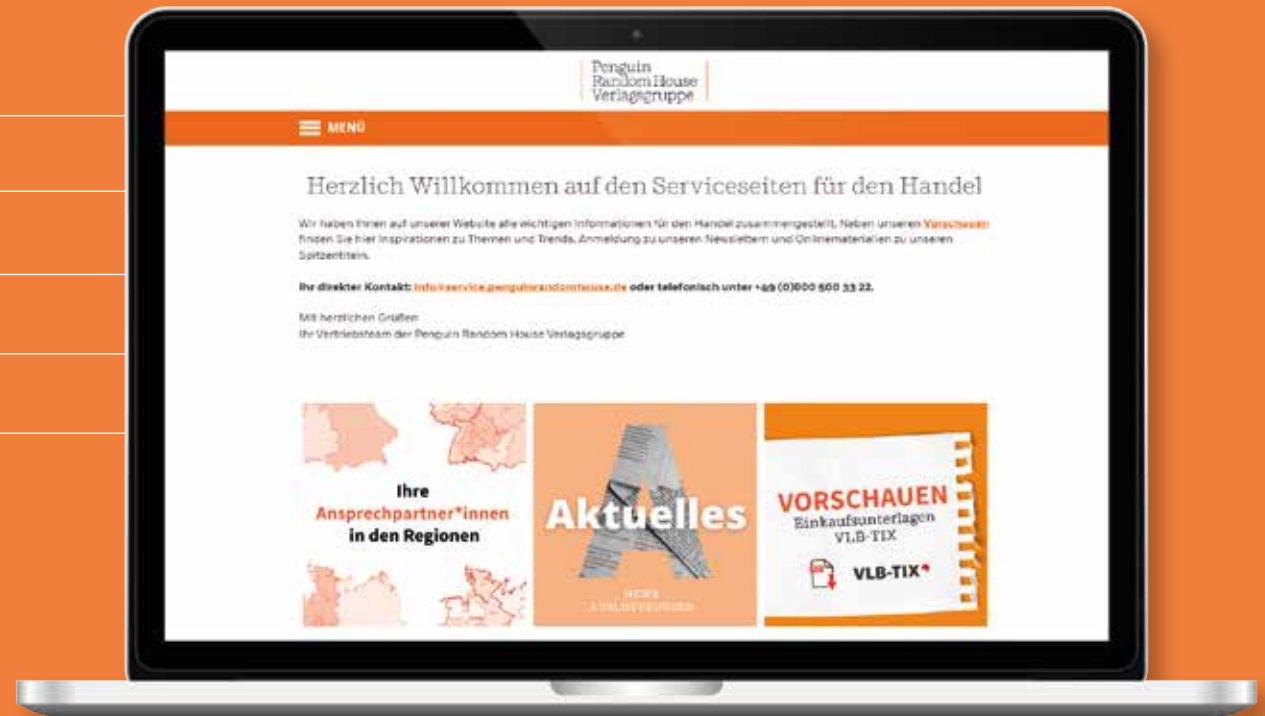 Penguin
Random House
Verlagsgruppe
MENÜ
Herzlich Willkommen auf den Serviceseiten für den Handel
Wir haben Ihnen auf unserer Website alle wichtigen Informationen für den Handel zusammengestellt. Neben unseren Vorschauen
finden Sie hier Inspirationen zu Themen und Trends, Anmeldung zu unseren Newslettern und Onlinematerialien zu unseren
Spitzentiteln.
Ihr direkter Kontakt: info@service.penguinrandomhouse.de oder telefonisch unter +49 (0)800 500 33 22.
Mit herzlichen Grüßen
Ihr Vertriebsteam der Penguin Random House Verlagsgruppe
Ihre
Ansprechpartner*innen
in den Regionen
Aktuelles
NEWS
AUSLOBBUNGEN
VORSCHAUEN
Einkaufsunterlagen
VLB-TIX
VLB-TIX